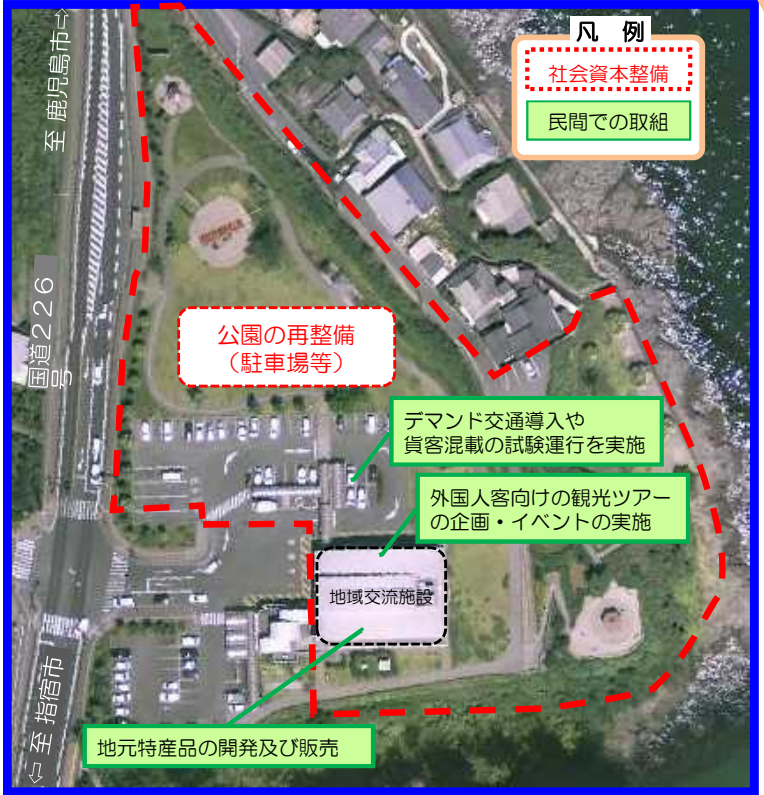 凡 例
社会資本整備
民間での取組
至 鹿児島市⇨
国道226号
公園の再整備
（駐車場等）
デマンド交通導入や
貨客混載の試験運行を実施
外国人客向けの観光ツアー
の企画・イベントの実施
地域交流施設
⇦ 至 指宿市
地元特産品の開発及び販売